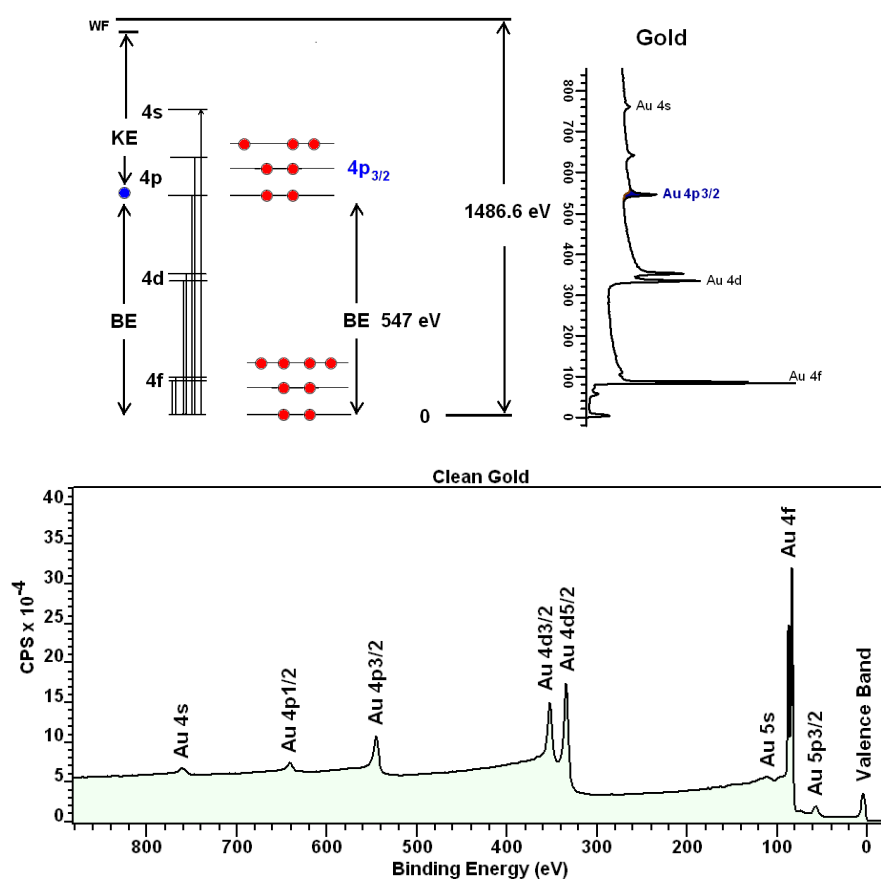 WF
Gold
4s
KE
4p
4p3/2
BE
4d
4f
BE 547 eV
1486.6 eV
0
800
700
600
500
400
300
200
100
0
Au 4s
Au 4p3/2
Au 4d
Au 4f
Clean Gold
CPS x 10-4
40
35
30
25
20
15
10
5
0
Au 4s
Au 4p1/2
Au 4p3/2
Au 4d3/2
Au 4d5/2
Au 5s
Au 4f
Au 5p3/2
Valence Band
800 700 600 500 400 300 200 100 0
Binding Energy (eV)